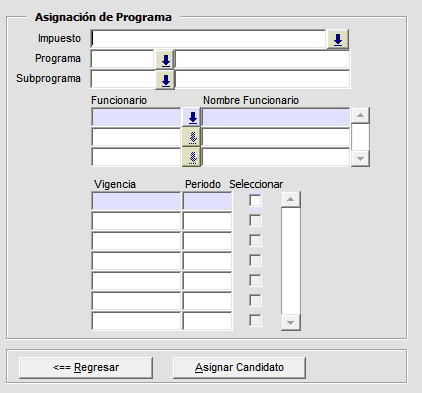 Asignación de Programa
Impuesto
Programa
Subprograma
Funcionario Nombre Funcionario
Vigencia Periodo Seleccionar
<== Regresar Asignar Candidato